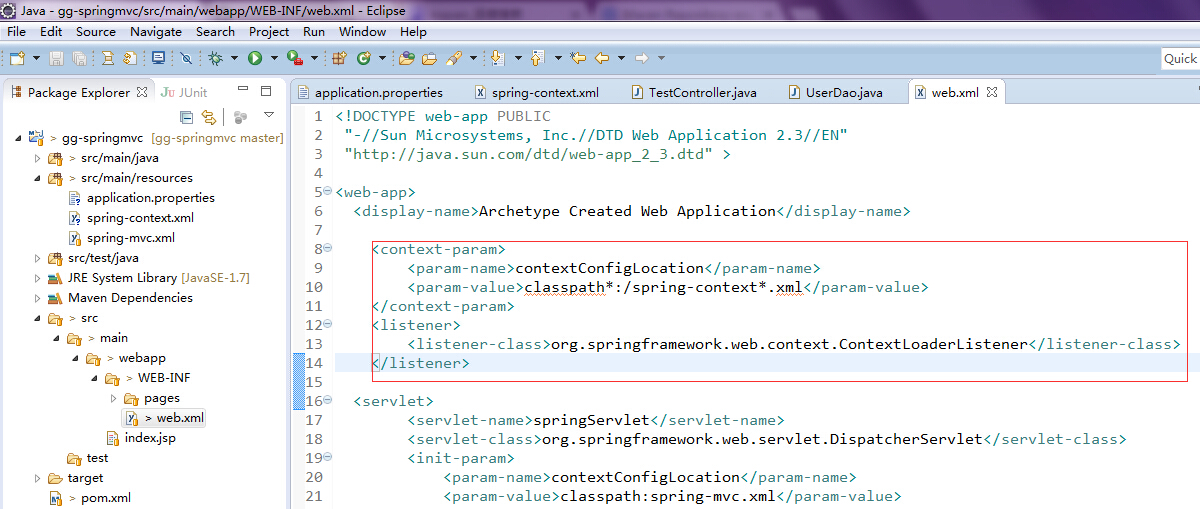 Java - gg-springmvc/src/main/webapp/WEB-INF/web.xml - Eclipse
File Edit Source Navigate Search Project Run Window Help
Quick
Package Explorer JUnit
application.properties spring-context.xml TestController.java UserDao.java web.xml
> gg-springmvc [gg-springmvc master]
> src/main/java
> src/main/resources
application.properties
spring-context.xml
spring-mvc.xml
> src/test/java
JRE System Library [JavaSE-1.7]
Maven Dependencies
> src
> main
> webapp
> WEB-INF
pages
> web.xml
index.jsp
test
target
> pom.xml
1 <!DOCTYPE web-app PUBLIC
2 "-//Sun Microsystems, Inc.//DTD Web Application 2.3//EN"
3 "http://java.sun.com/dtd/web-app_2_3.dtd" >
4
5 <web-app>
6 <display-name>Archetype Created Web Application</display-name>
7
8 <context-param>
9 <param-name>contextConfigLocation</param-name>
10 <param-value>classpath*:/spring-context*.xml</param-value>
11 </context-param>
12 <listener>
13 <listener-class>org.springframework.web.context.ContextLoaderListener</listener-class>
14 </listener>
15
16 <servlet>
17 <servlet-name>springServlet</servlet-name>
18 <servlet-class>org.springframework.web.servlet.DispatcherServlet</servlet-class>
19 <init-param>
20 <param-name>contextConfigLocation</param-name>
21 <param-value>classpath:spring-mvc.xml</param-value>